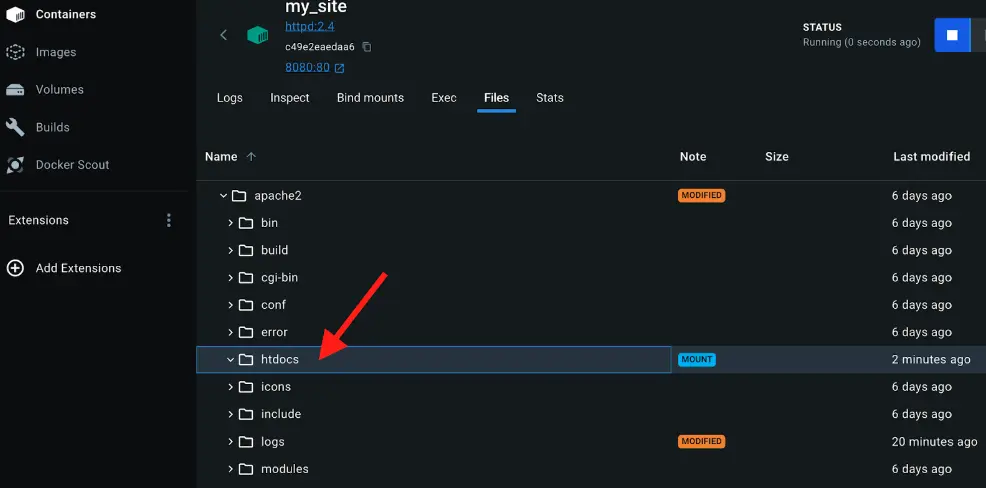 Containers
Images
Volumes
Builds
Docker Scout
Extensions
Add Extensions
my_site
httpd:2.4
c49e2eaedaa6
8080:80
STATUS
Running (0 seconds ago)
Logs Inspect Bind mounts Exec Files Stats
Name Note Size Last modified
apache2 MODIFIED 6 days ago
bin 6 days ago
build 6 days ago
cgi-bin 6 days ago
conf 6 days ago
error 6 days ago
htdocs MOUNT 2 minutes ago
icons 6 days ago
include 6 days ago
logs MODIFIED 20 minutes ago
modules 6 days ago